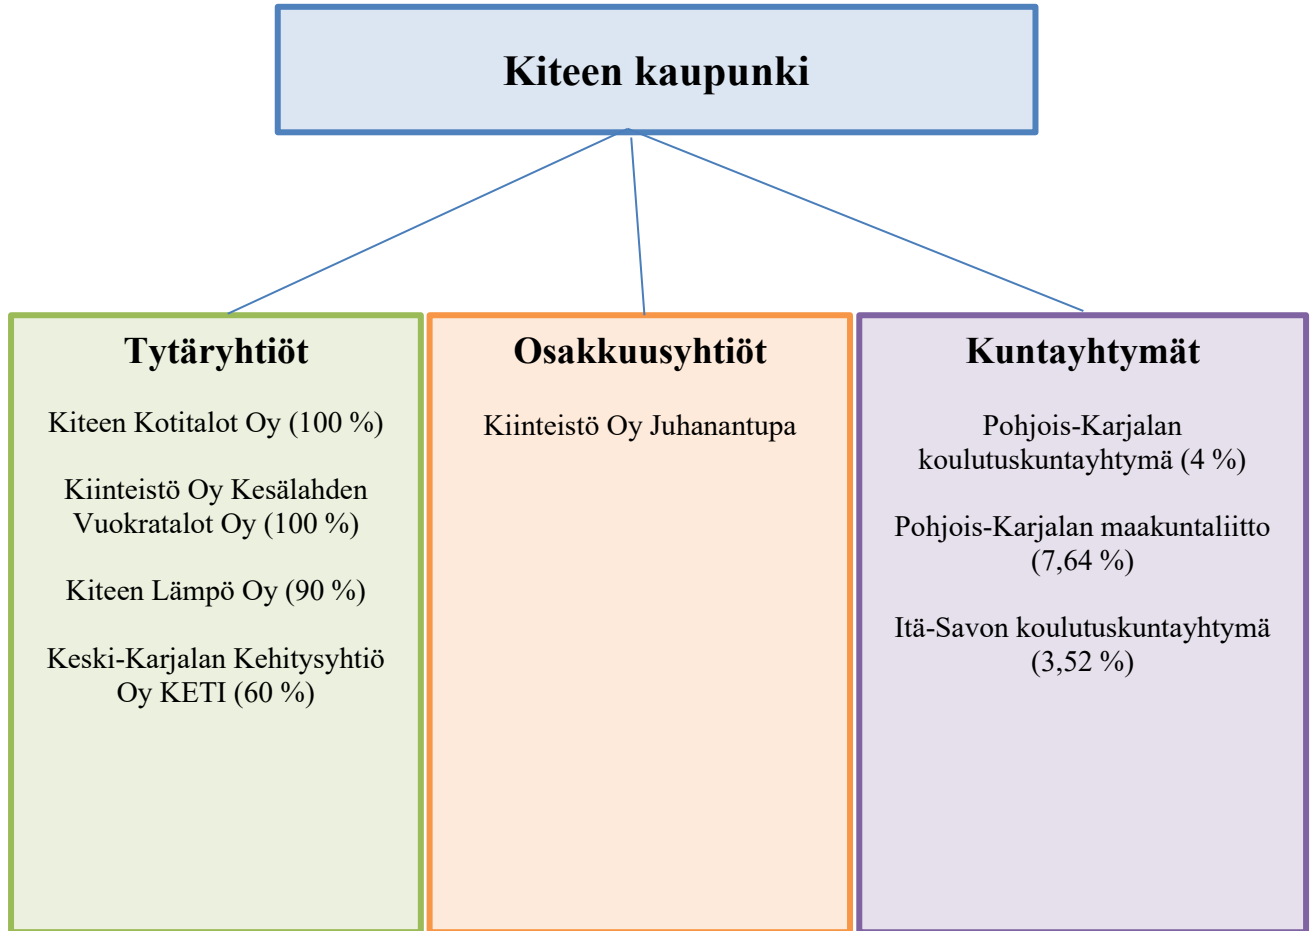 Kiteen kaupunki
Tytäryhtiöt
Kiteen Kotitalot Oy (100 %)
Kiinteistö Oy Kesälahden
Vuokratalot Oy (100 %)
Kiteen Lämpö Oy (90 %)
Keski-Karjalan Kehitysyhtiö
Oy KETI (60 %)
Osakkuusyhtiöt
Kiinteistö Oy Juhanantupa
Kuntayhtymät
Pohjois-Karjalan
koulutuskuntayhtymä (4 %)
Pohjois-Karjalan maakuntaliitto
(7,64 %)
Itä-Savon koulutuskuntayhtymä
(3,52 %)